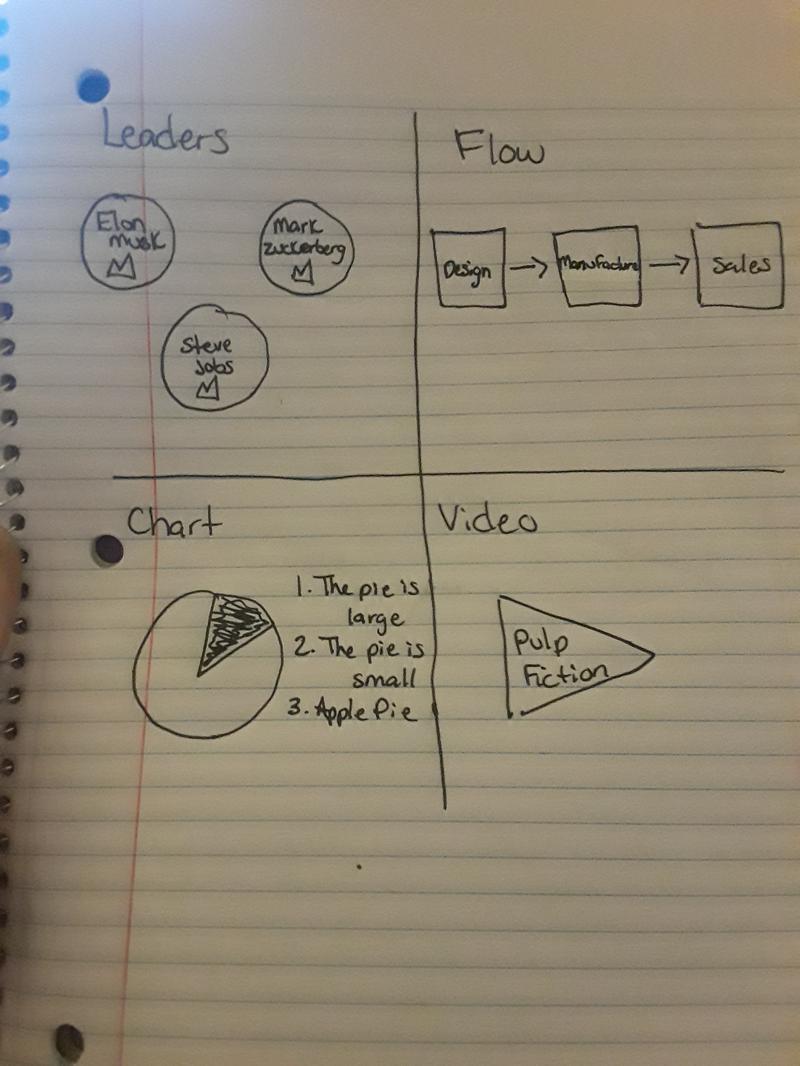 Leaders
Elon
musk
Mark
zuckerberg
Steve
Jobs
Flow
Design
Manufacture
Sales
Chart
1. The pie is
large
2. The pie is
small
3. Apple Pie
Video
Pulp
Fiction